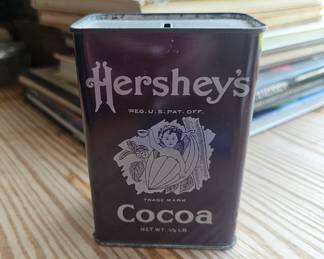 Hershey's
REG. U.S. PAT. OFF.
TRADE MARK
Cocoa
NET WT. ½ LB